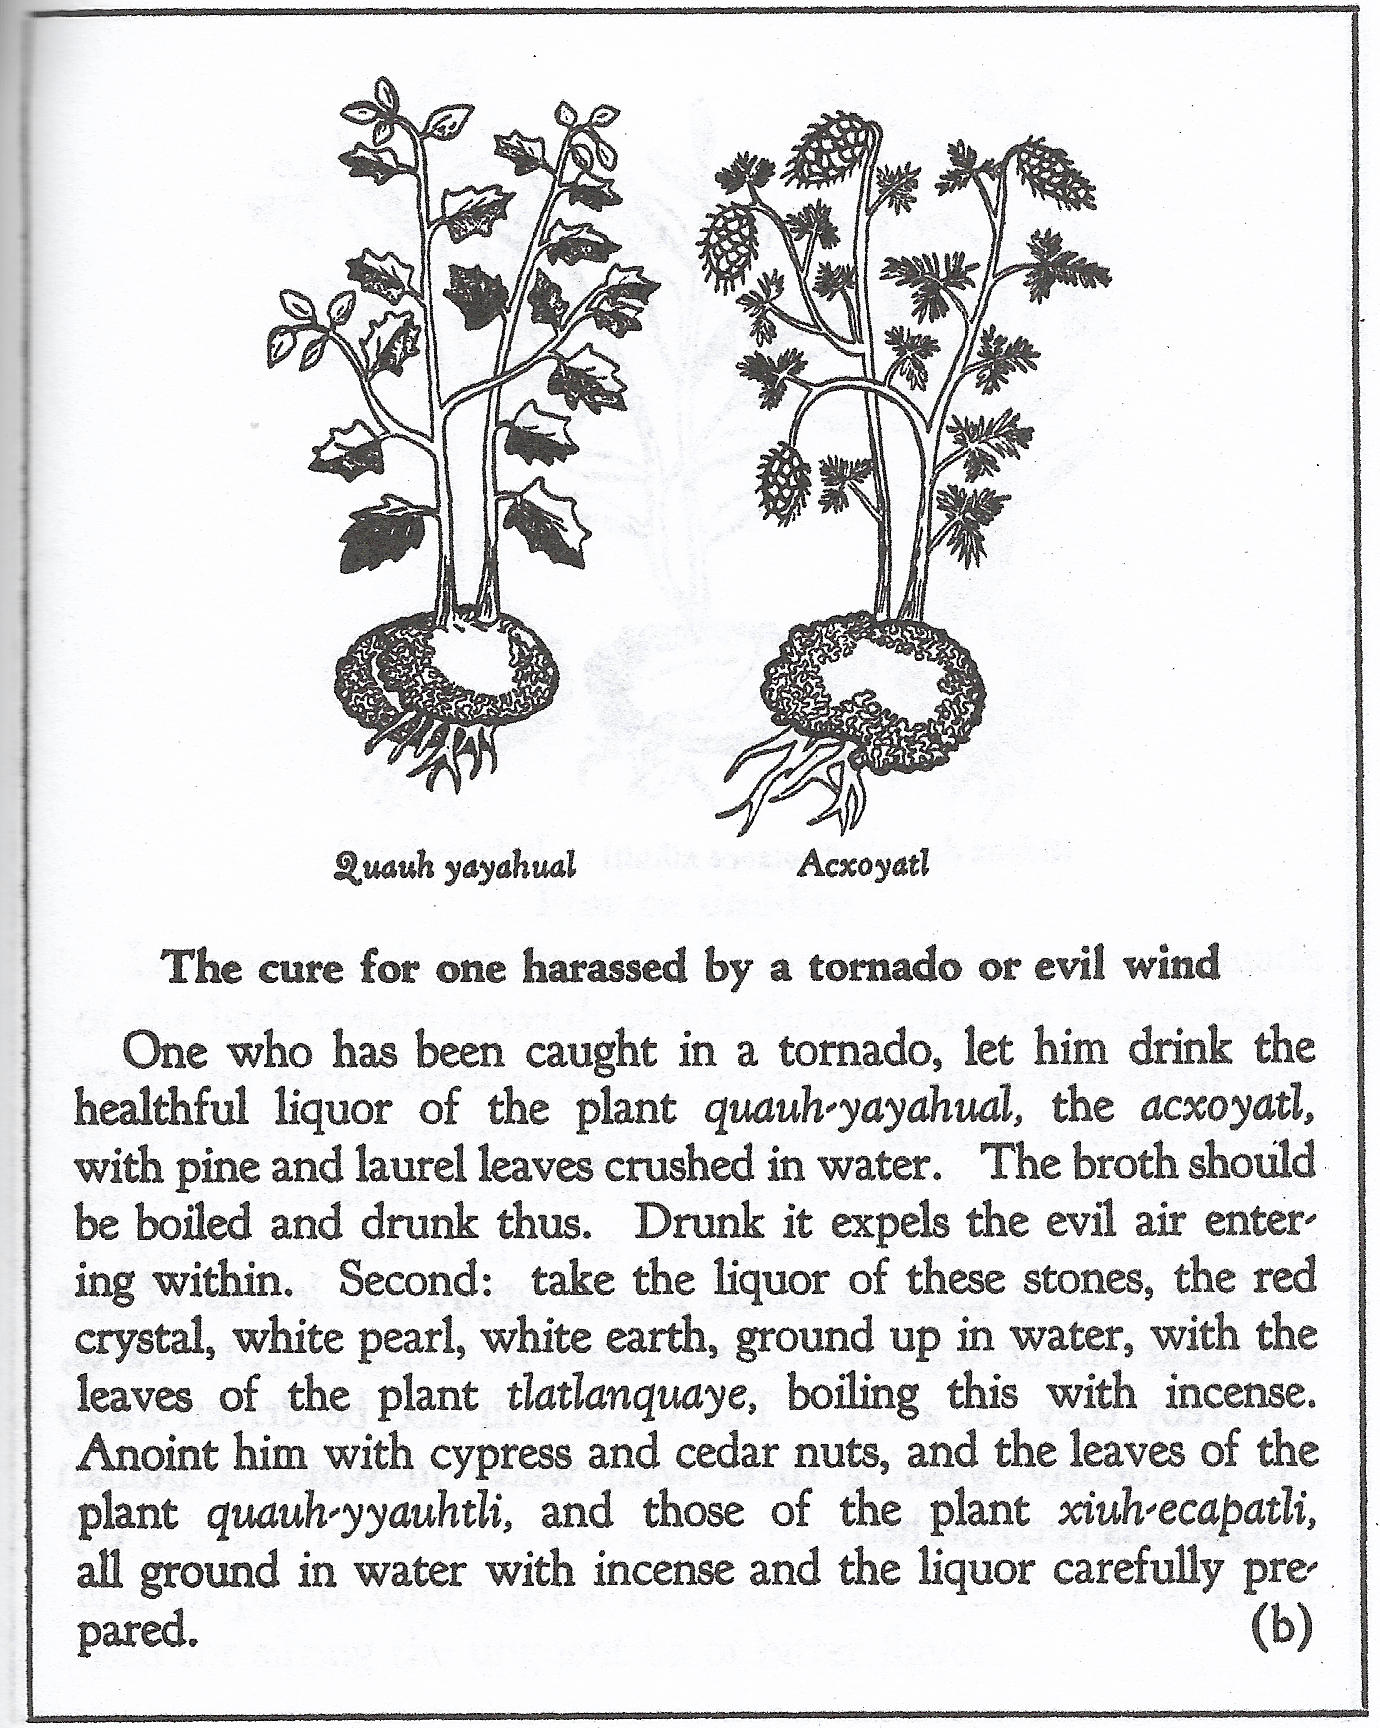 Quauh yayahual
Acxoyatl
The cure for one harassed by a tornado or evil wind
One who has been caught in a tornado, let him drink the
healthful liquor of the plant quauh-yayahual, the acxoyatl,
with pine and laurel leaves crushed in water. The broth should
be boiled and drunk thus. Drunk it expels the evil air enter-
ing within. Second: take the liquor of these stones, the red
crystal, white pearl, white earth, ground up in water, with the
leaves of the plant tlatlanquaye, boiling this with incense.
Anoint him with cypress and cedar nuts, and the leaves of the
plant quauh-yyauhtli, and those of the plant xiuh-ecapatli,
all ground in water with incense and the liquor carefully pre-
pared. (b)